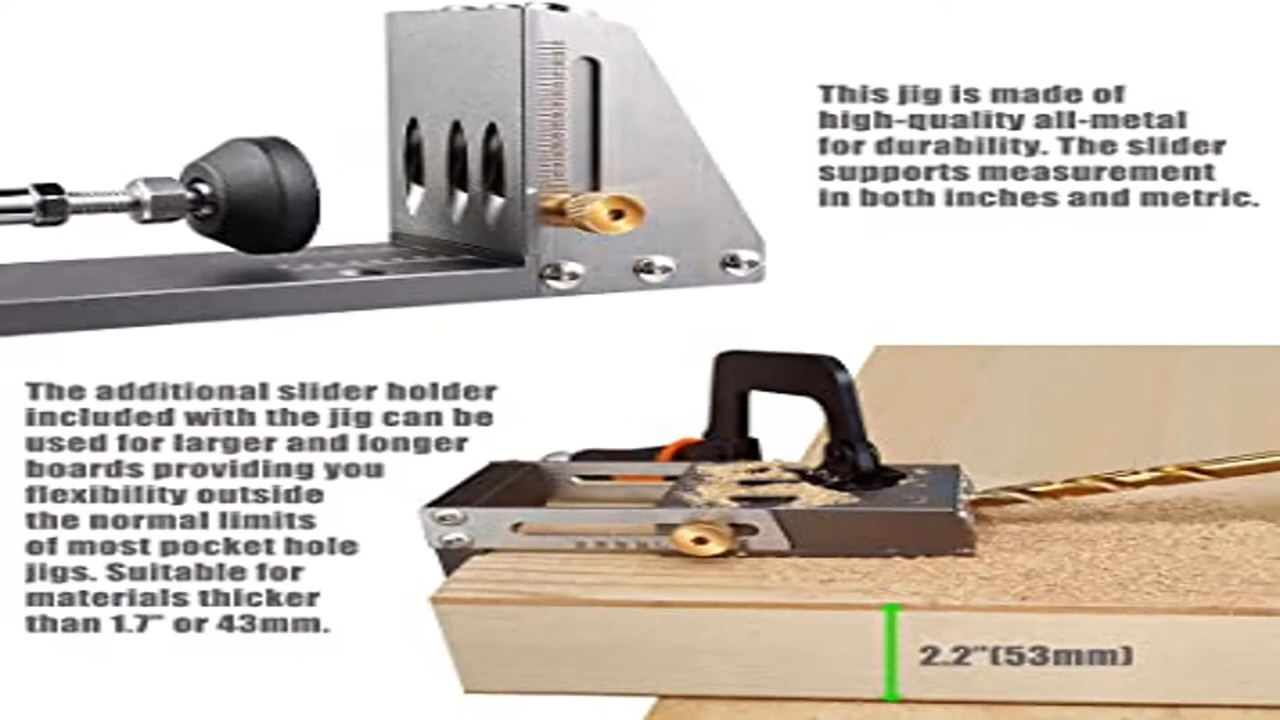 This jig is made of
high-quality all-metal
for durability. The slider
supports measurement
in both inches and metric.
The additional slider holder
included with the jig can be
used for larger and longer
boards providing you
flexibility outside
the normal limits
of most pocket hole
jigs. Suitable for
materials thicker
than 1.7" or 43mm.
2.2"(53mm)